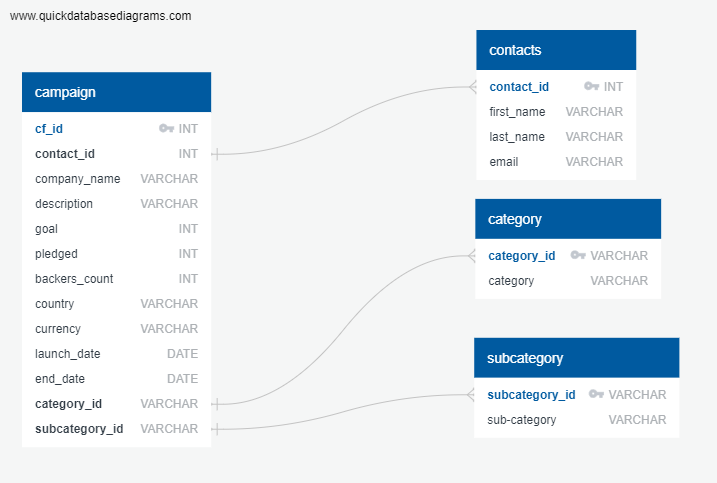 www.quickdatabasediagrams.com
campaign
cf_id INT
contact_id INT
company_name VARCHAR
description VARCHAR
goal INT
pledged INT
backers_count INT
country VARCHAR
currency VARCHAR
launch_date DATE
end_date DATE
category_id VARCHAR
subcategory_id VARCHAR
contacts
contact_id INT
first_name VARCHAR
last_name VARCHAR
email VARCHAR
category
category_id VARCHAR
category VARCHAR
subcategory
subcategory_id VARCHAR
sub-category VARCHAR